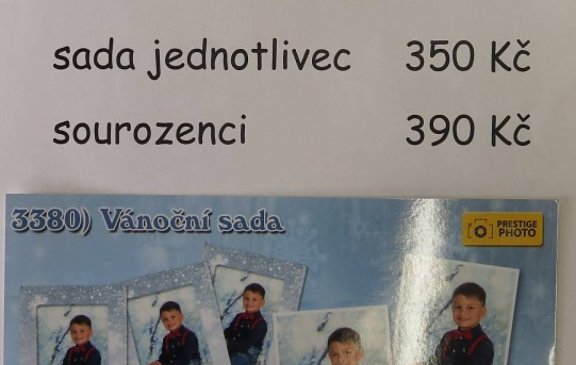 sada jednotlivec 350 Kč
sourozenci 390 Kč
3380) Vánoční sada
PRESTIGE
PHOTO